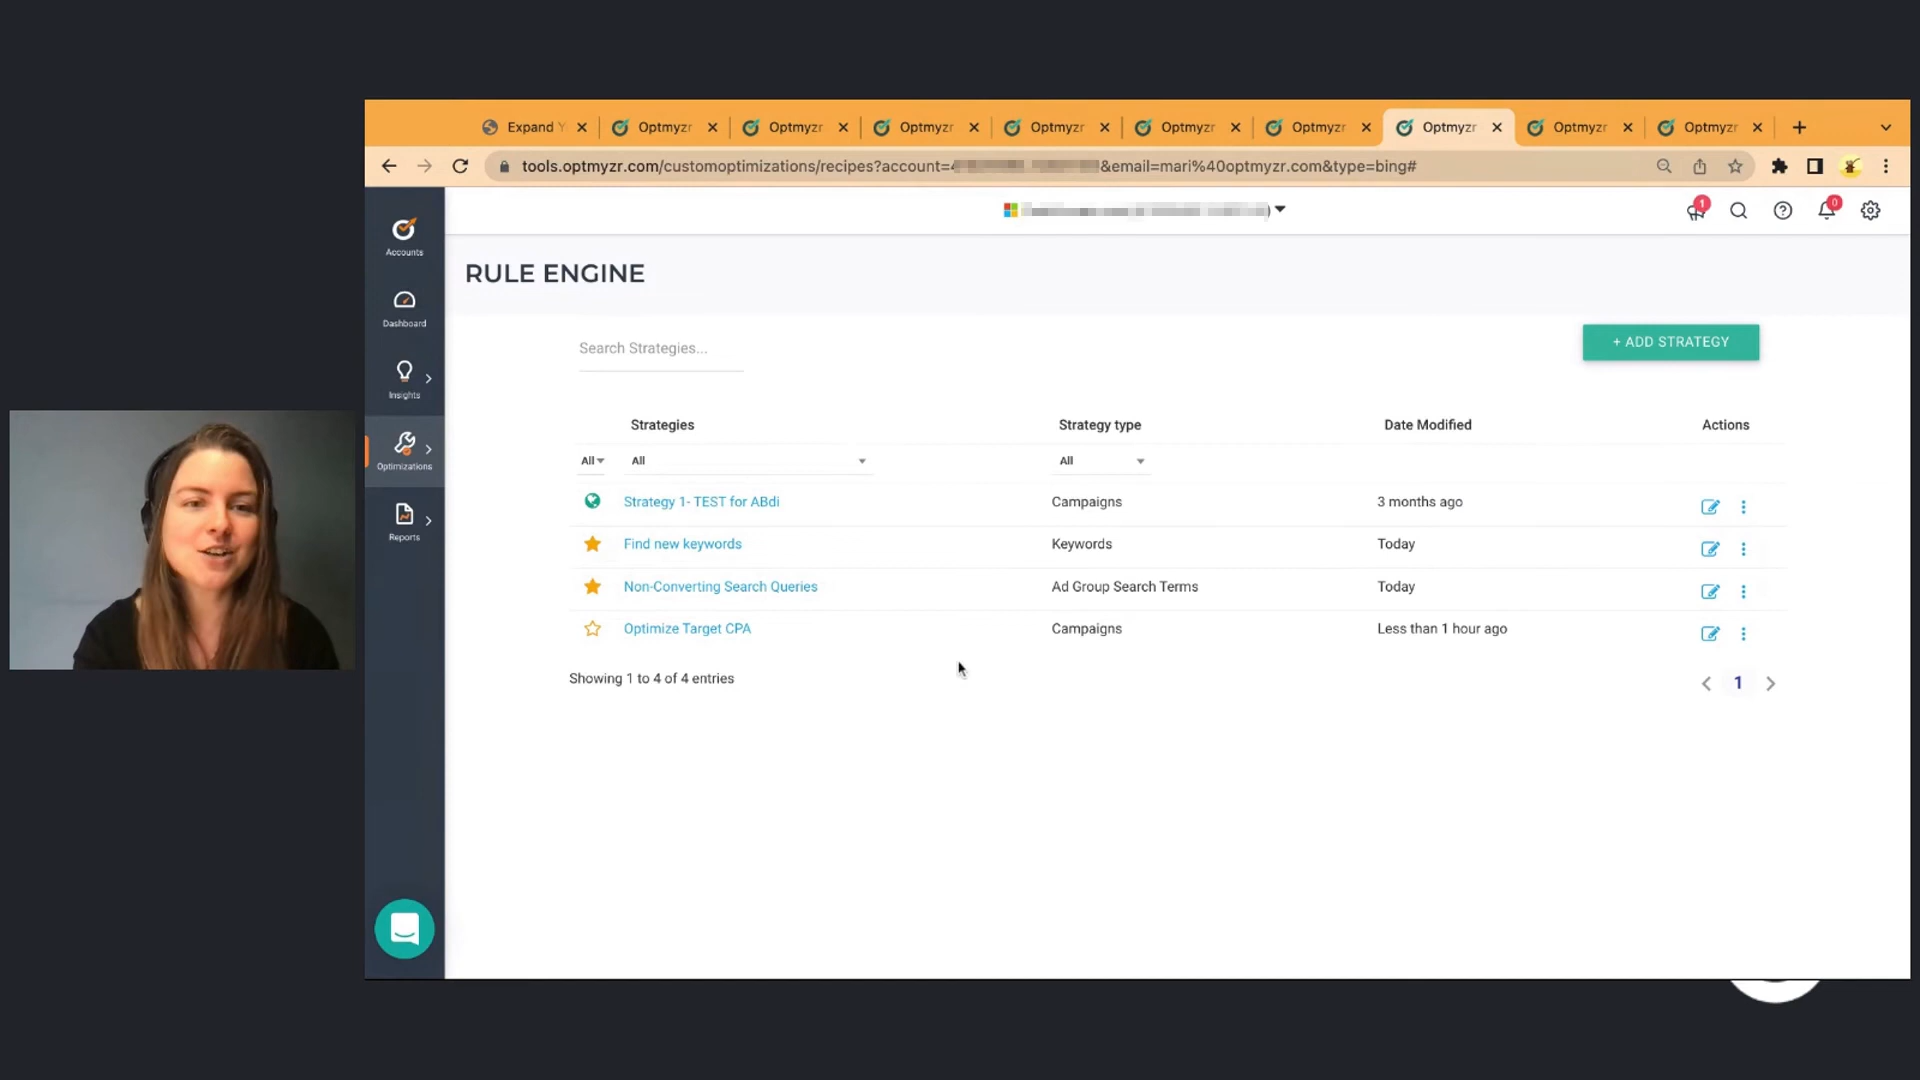 Expand Y Optmyzr Optmyzr Optmyzr Optmyzr Optmyzr Optmyzr Optmyzr Optmyzr Optmyzr
tools.optmyzr.com/customoptimizations/recipes?account= &email=mari%40optmyzr.com&type=bing#
1 0
Accounts
Dashboard
Insights
Optimizations
Reports
RULE ENGINE
Search Strategies...
+ ADD STRATEGY
Strategies Strategy type Date Modified Actions
All All All
Strategy 1- TEST for ABdi Campaigns 3 months ago
Find new keywords Keywords Today
Non-Converting Search Queries Ad Group Search Terms Today
Optimize Target CPA Campaigns Less than 1 hour ago
Showing 1 to 4 of 4 entries
1